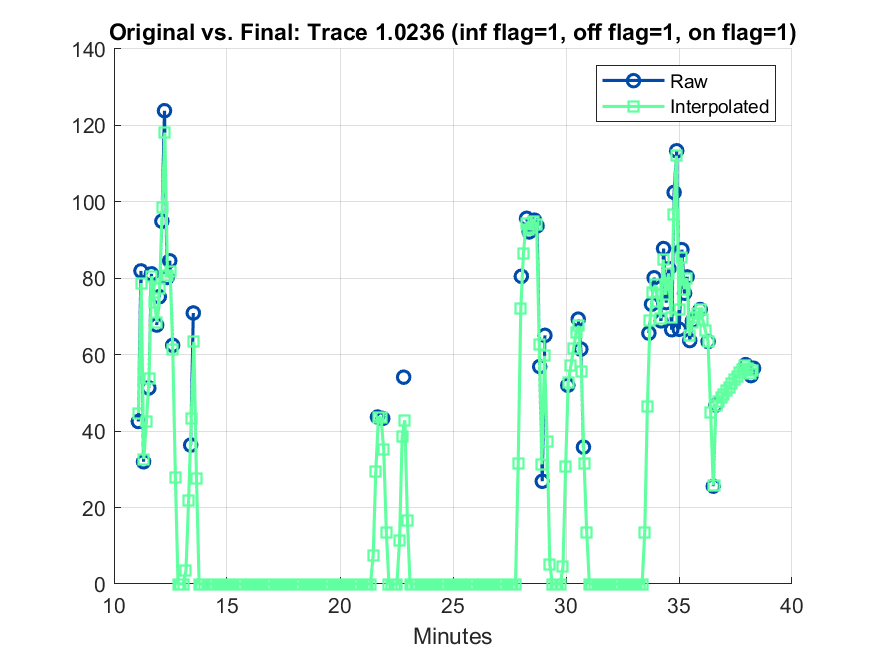 Original vs. Final: Trace 1.0236 (inf flag=1, off flag=1, on flag=1)
140
120
100
80
60
40
20
0
Raw
Interpolated
10 15 20 25 30 35 40
Minutes